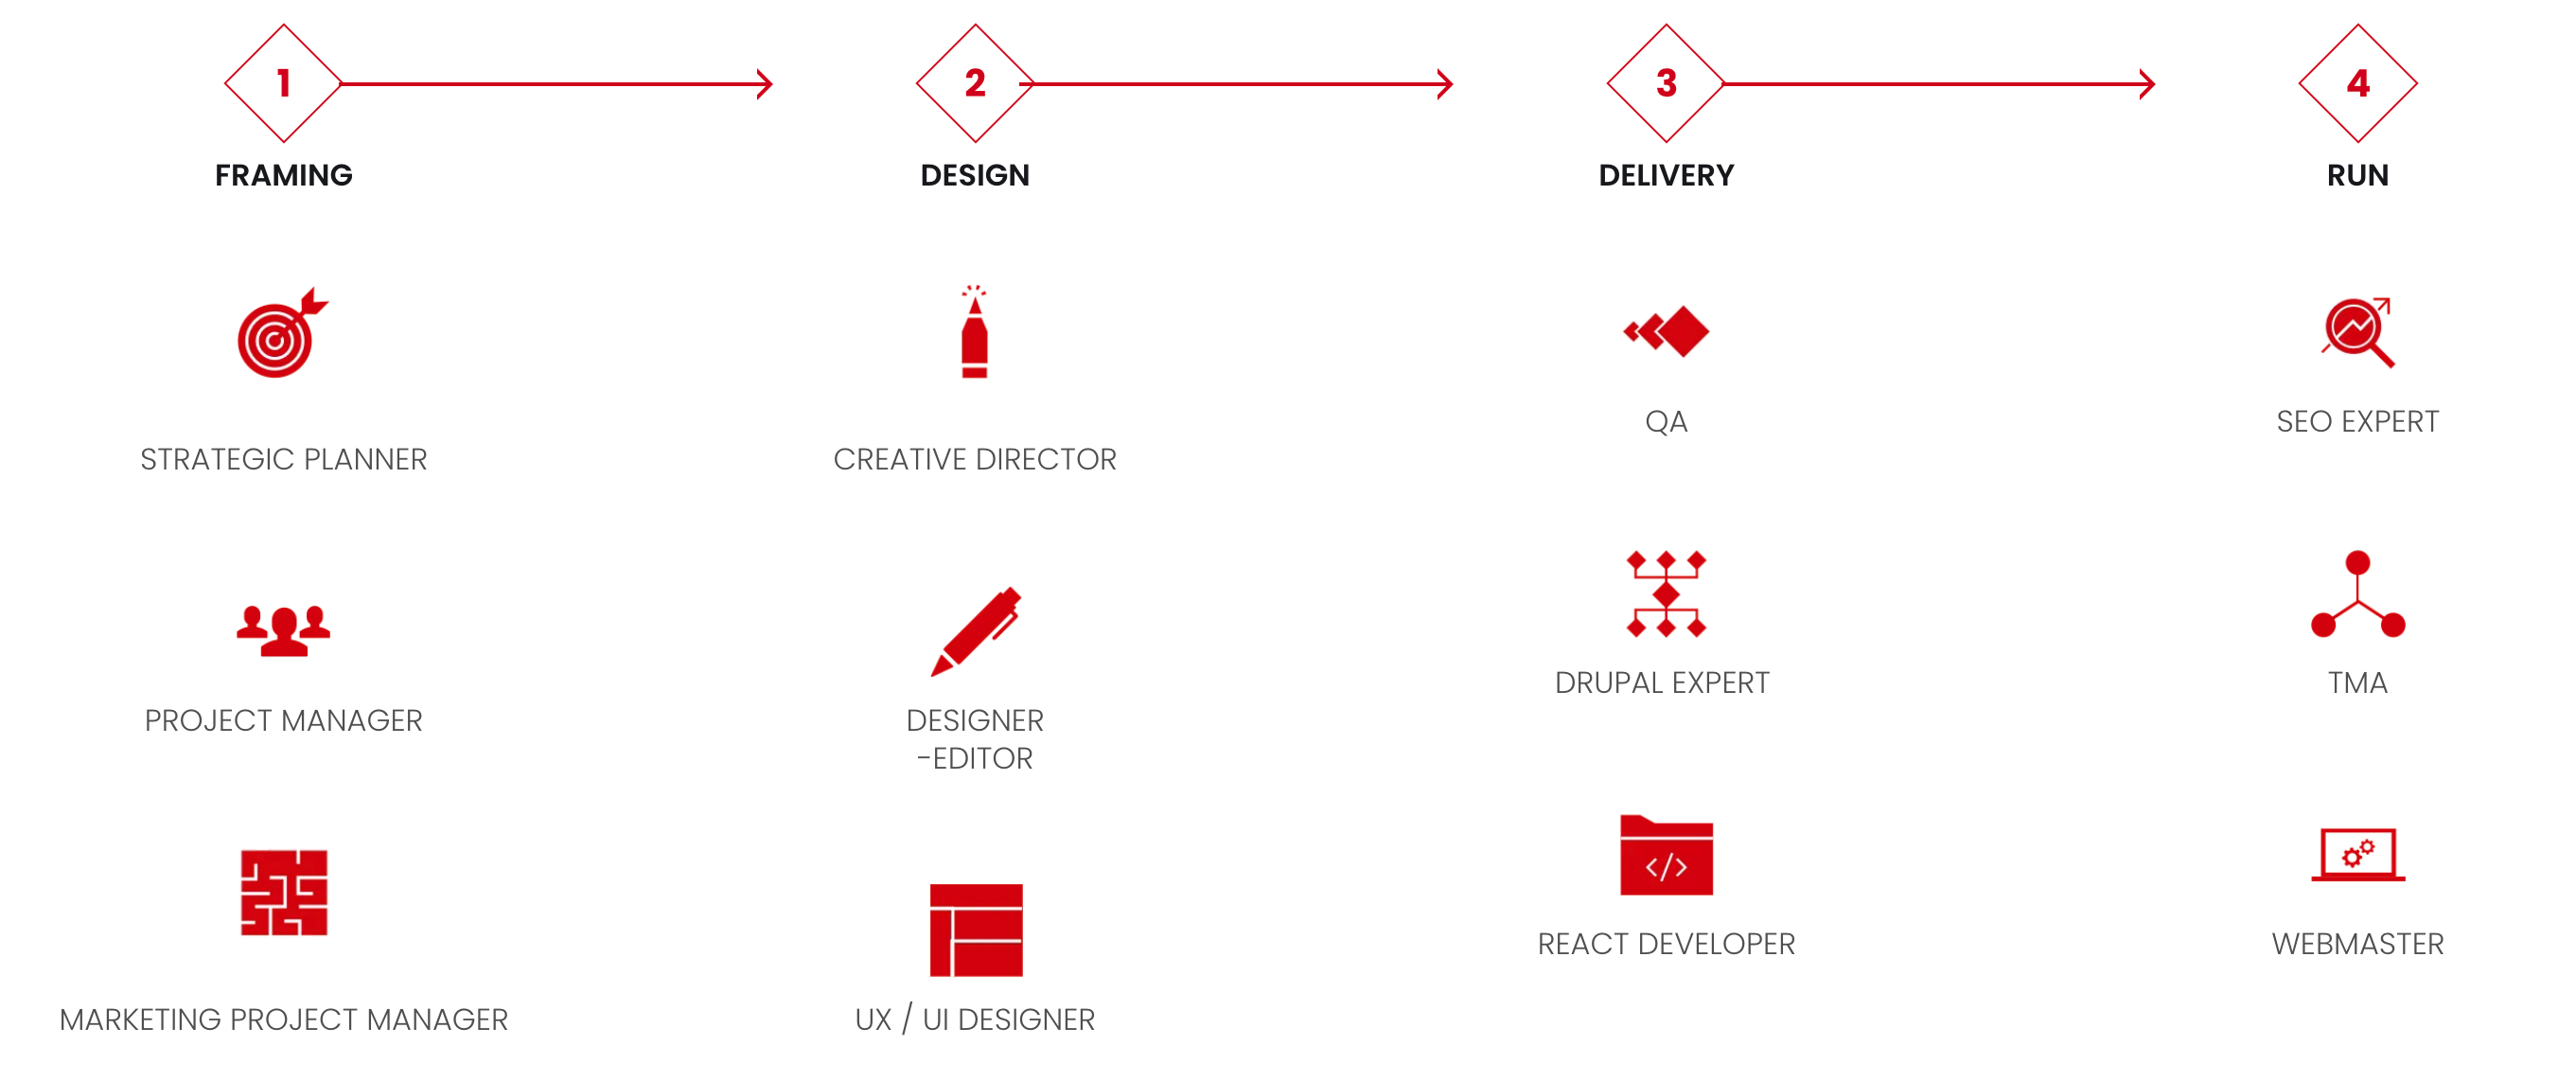 1
FRAMING
STRATEGIC PLANNER
PROJECT MANAGER
MARKETING PROJECT MANAGER
2
DESIGN
CREATIVE DIRECTOR
DESIGNER
-EDITOR
UX / UI DESIGNER
3
DELIVERY
QA
DRUPAL EXPERT
</>
REACT DEVELOPER
4
RUN
SEO EXPERT
TMA
WEBMASTER